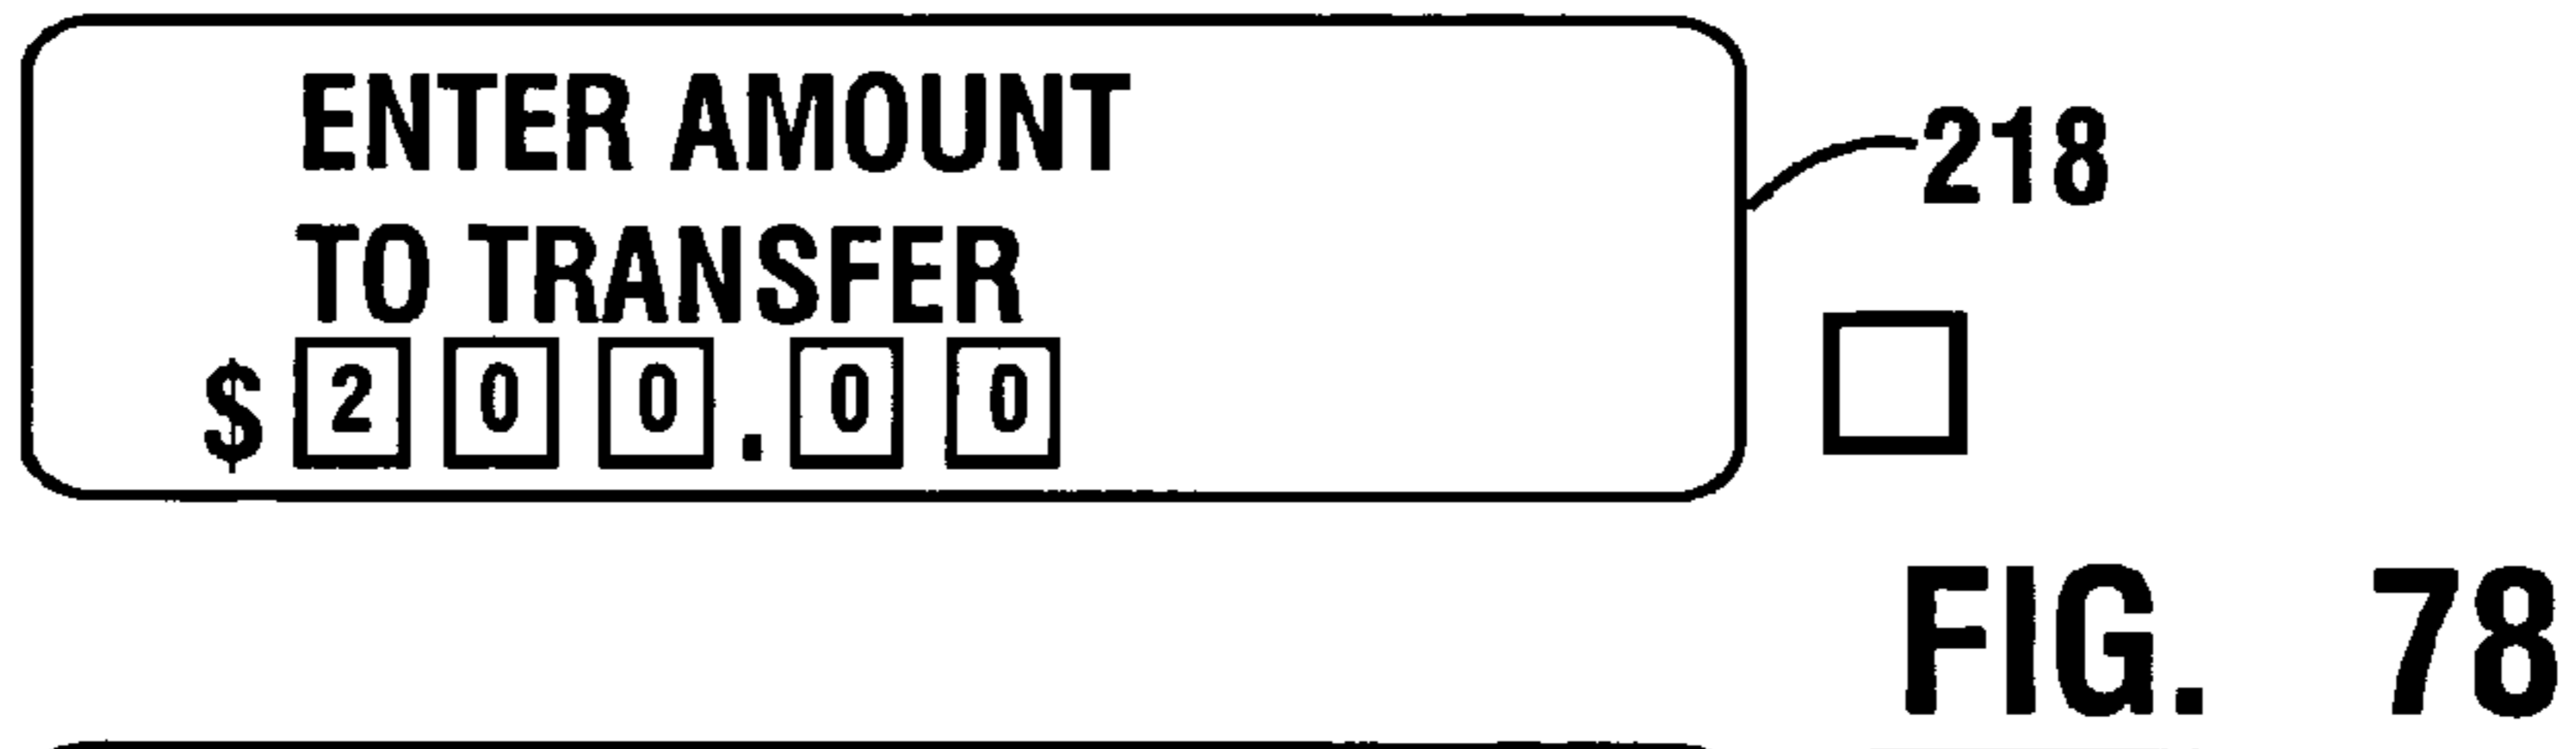 ENTER AMOUNT
TO TRANSFER
$ 2 0 0 . 0 0
218
FIG. 78